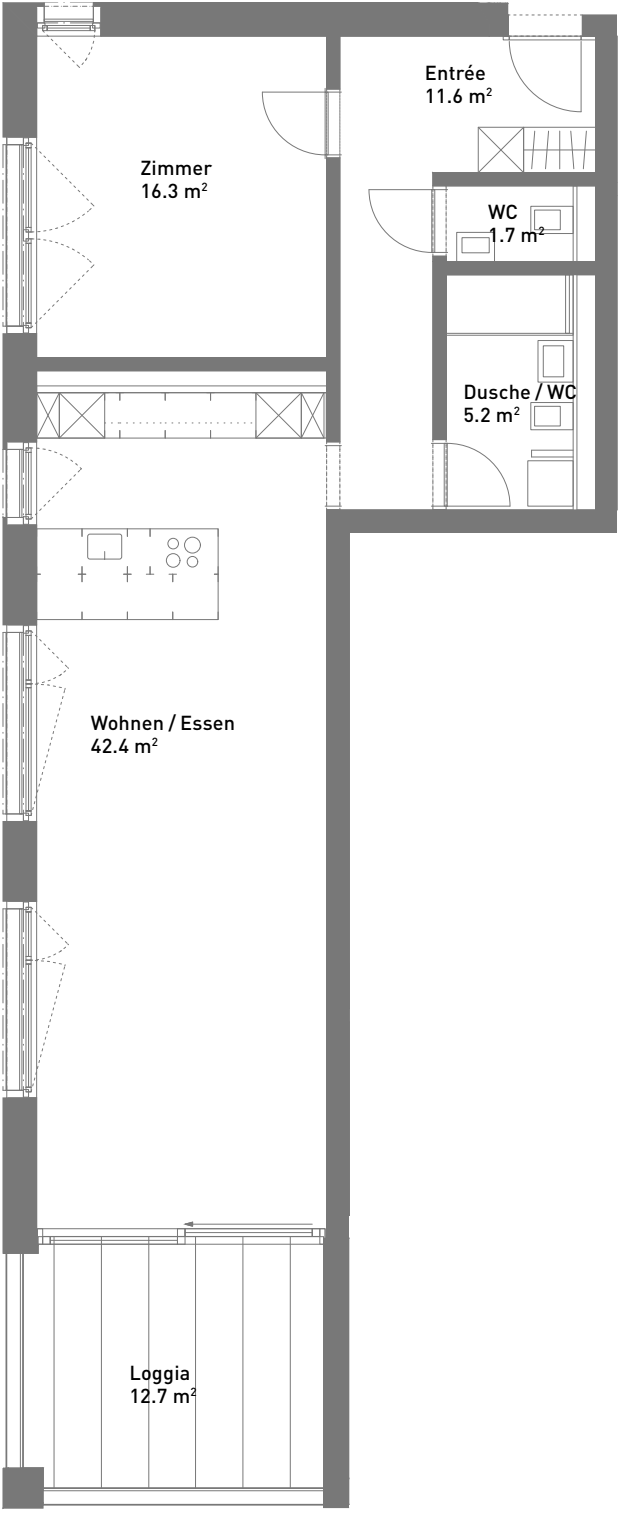 Entrée
11.6 m²
Zimmer
16.3 m²
WC
1.7 m²
Dusche / WC
5.2 m²
Wohnen / Essen
42.4 m²
Loggia
12.7 m²